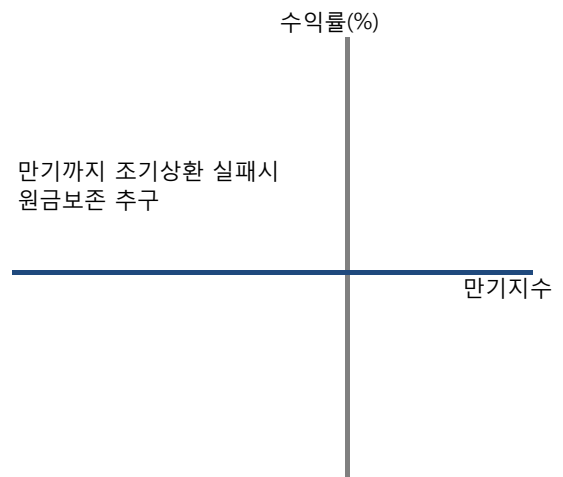 수익률(%)
만기까지 조기상환 실패시
원금보존 추구
만기지수